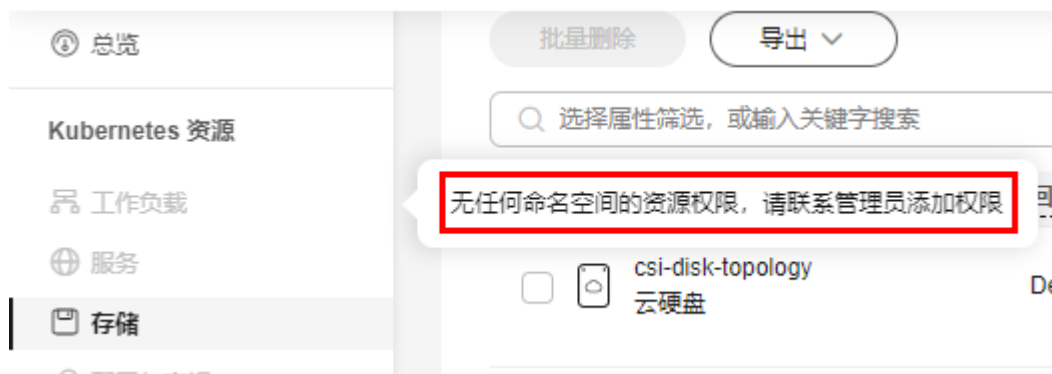 总览
批量删除
导出
Kubernetes 资源
选择属性筛选，或输入关键字搜索
工作负载
无任何命名空间的资源权限，请联系管理员添加权限
服务
csi-disk-topology
云硬盘
De
存储